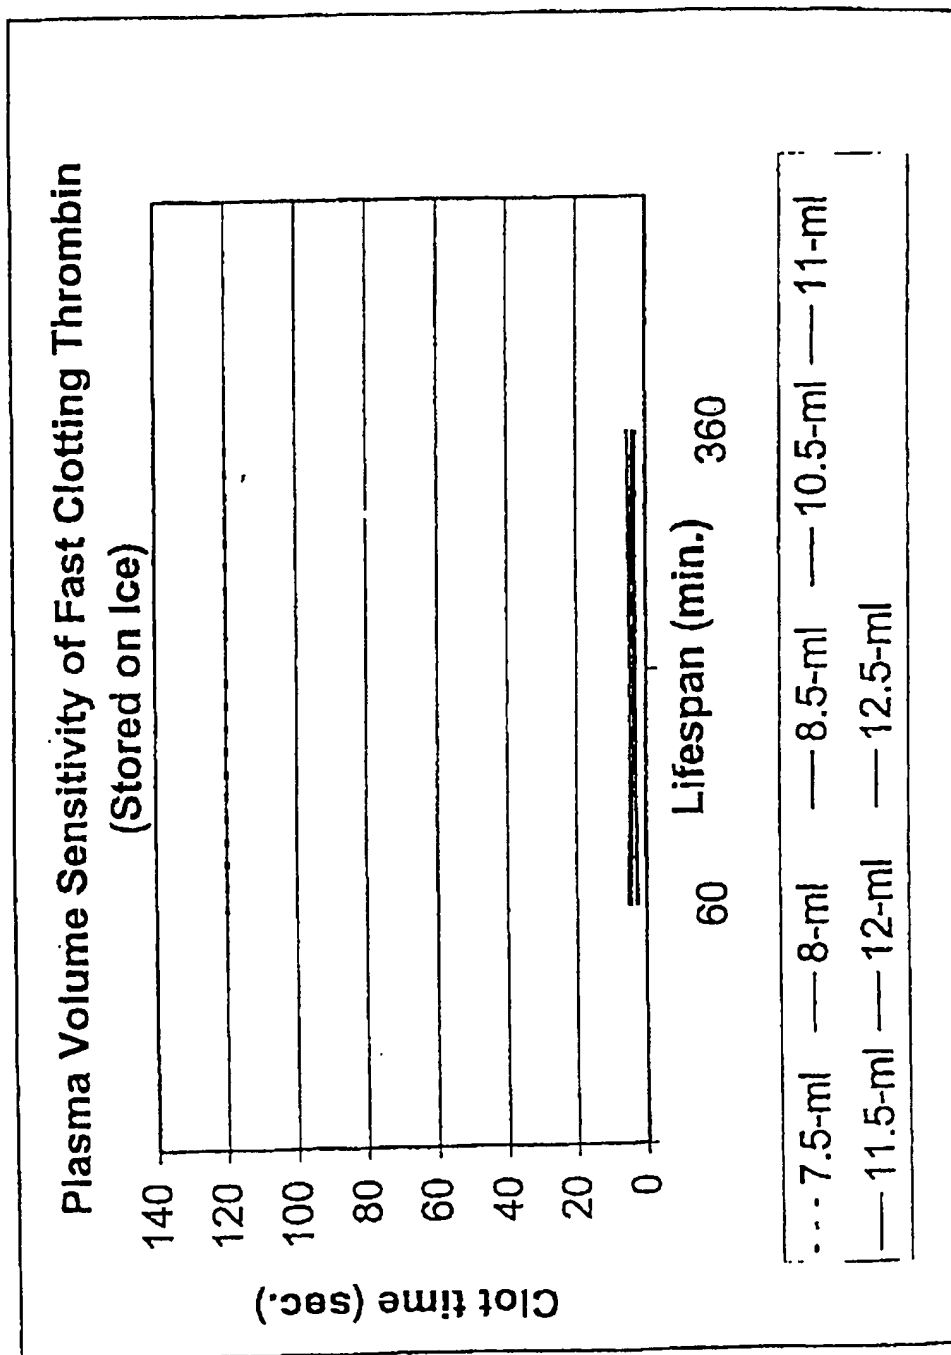 Plasma Volume Sensitivity of Fast Clotting Thrombin
(Stored on Ice)
Clot time (sec.)
140
120
100
80
60
40
20
0
60 360
Lifespan (min.)
7.5-ml 8-ml 8.5-ml 10.5-ml 11-ml
11.5-ml 12-ml 12.5-ml